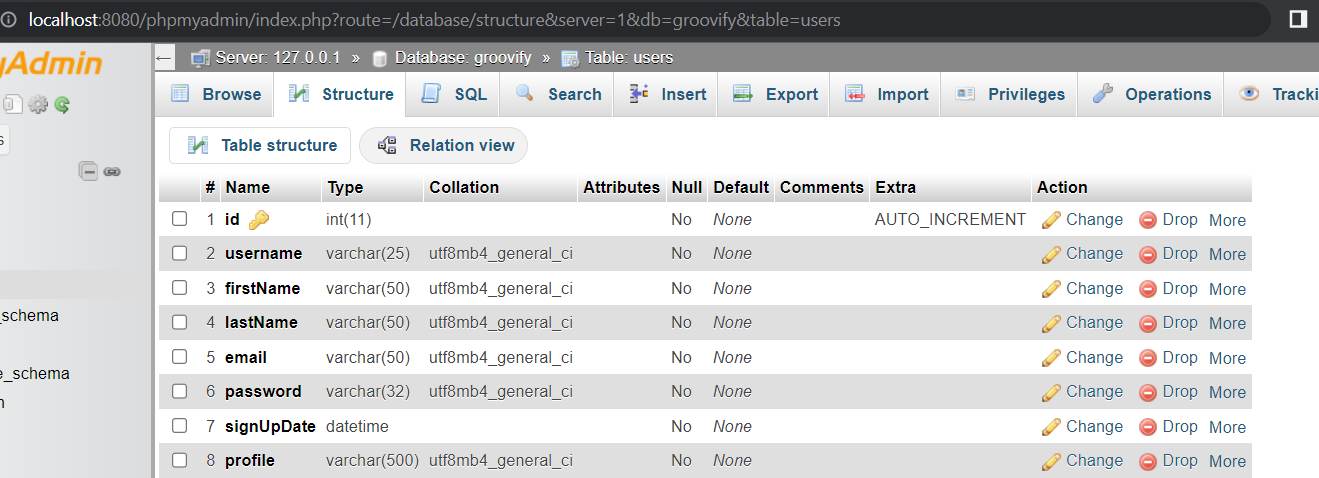 localhost:8080/phpmyadmin/index.php?route=/database/structure&server=1&db=groovify&table=users
yAdmin
Server: 127.0.0.1 » Database: groovify » Table: users
Browse Structure SQL Search Insert Export Import Privileges Operations Tracki
s
Table structure Relation view
# Name Type Collation Attributes Null Default Comments Extra Action
1 id int(11) No None AUTO_INCREMENT Change Drop More
2 username varchar(25) utf8mb4_general_ci No None Change Drop More
3 firstName varchar(50) utf8mb4_general_ci No None Change Drop More
_schema
4 lastName varchar(50) utf8mb4_general_ci No None Change Drop More
5 email varchar(50) utf8mb4_general_ci No None Change Drop More
e_schema
6 password varchar(32) utf8mb4_general_ci No None Change Drop More
7 signUpDate datetime No None Change Drop More
8 profile varchar(500) utf8mb4_general_ci No None Change Drop More